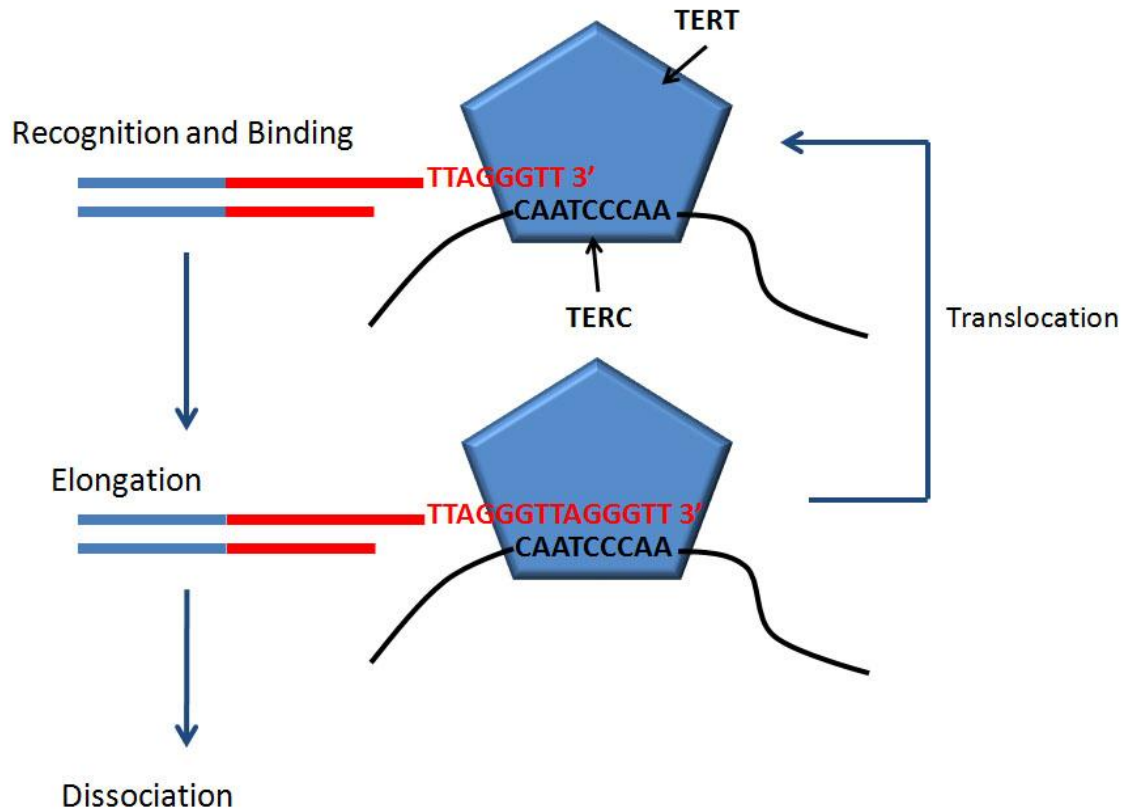 TERT
Recognition and Binding
TTAGGGTT 3’
CAATCCCAA
TERC
Translocation
Elongation
TTAGGGTTAGGGTT 3’
CAATCCCAA
Dissociation